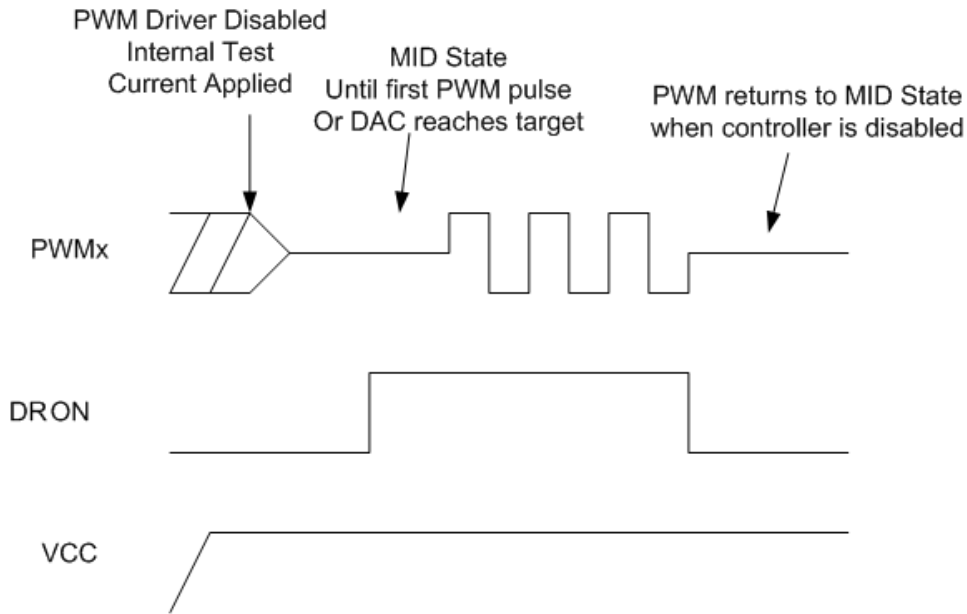 PWM Driver Disabled
Internal Test
Current Applied
MID State
Until first PWM pulse
Or DAC reaches target
PWM returns to MID State
when controller is disabled
PWMx
DRON
VCC